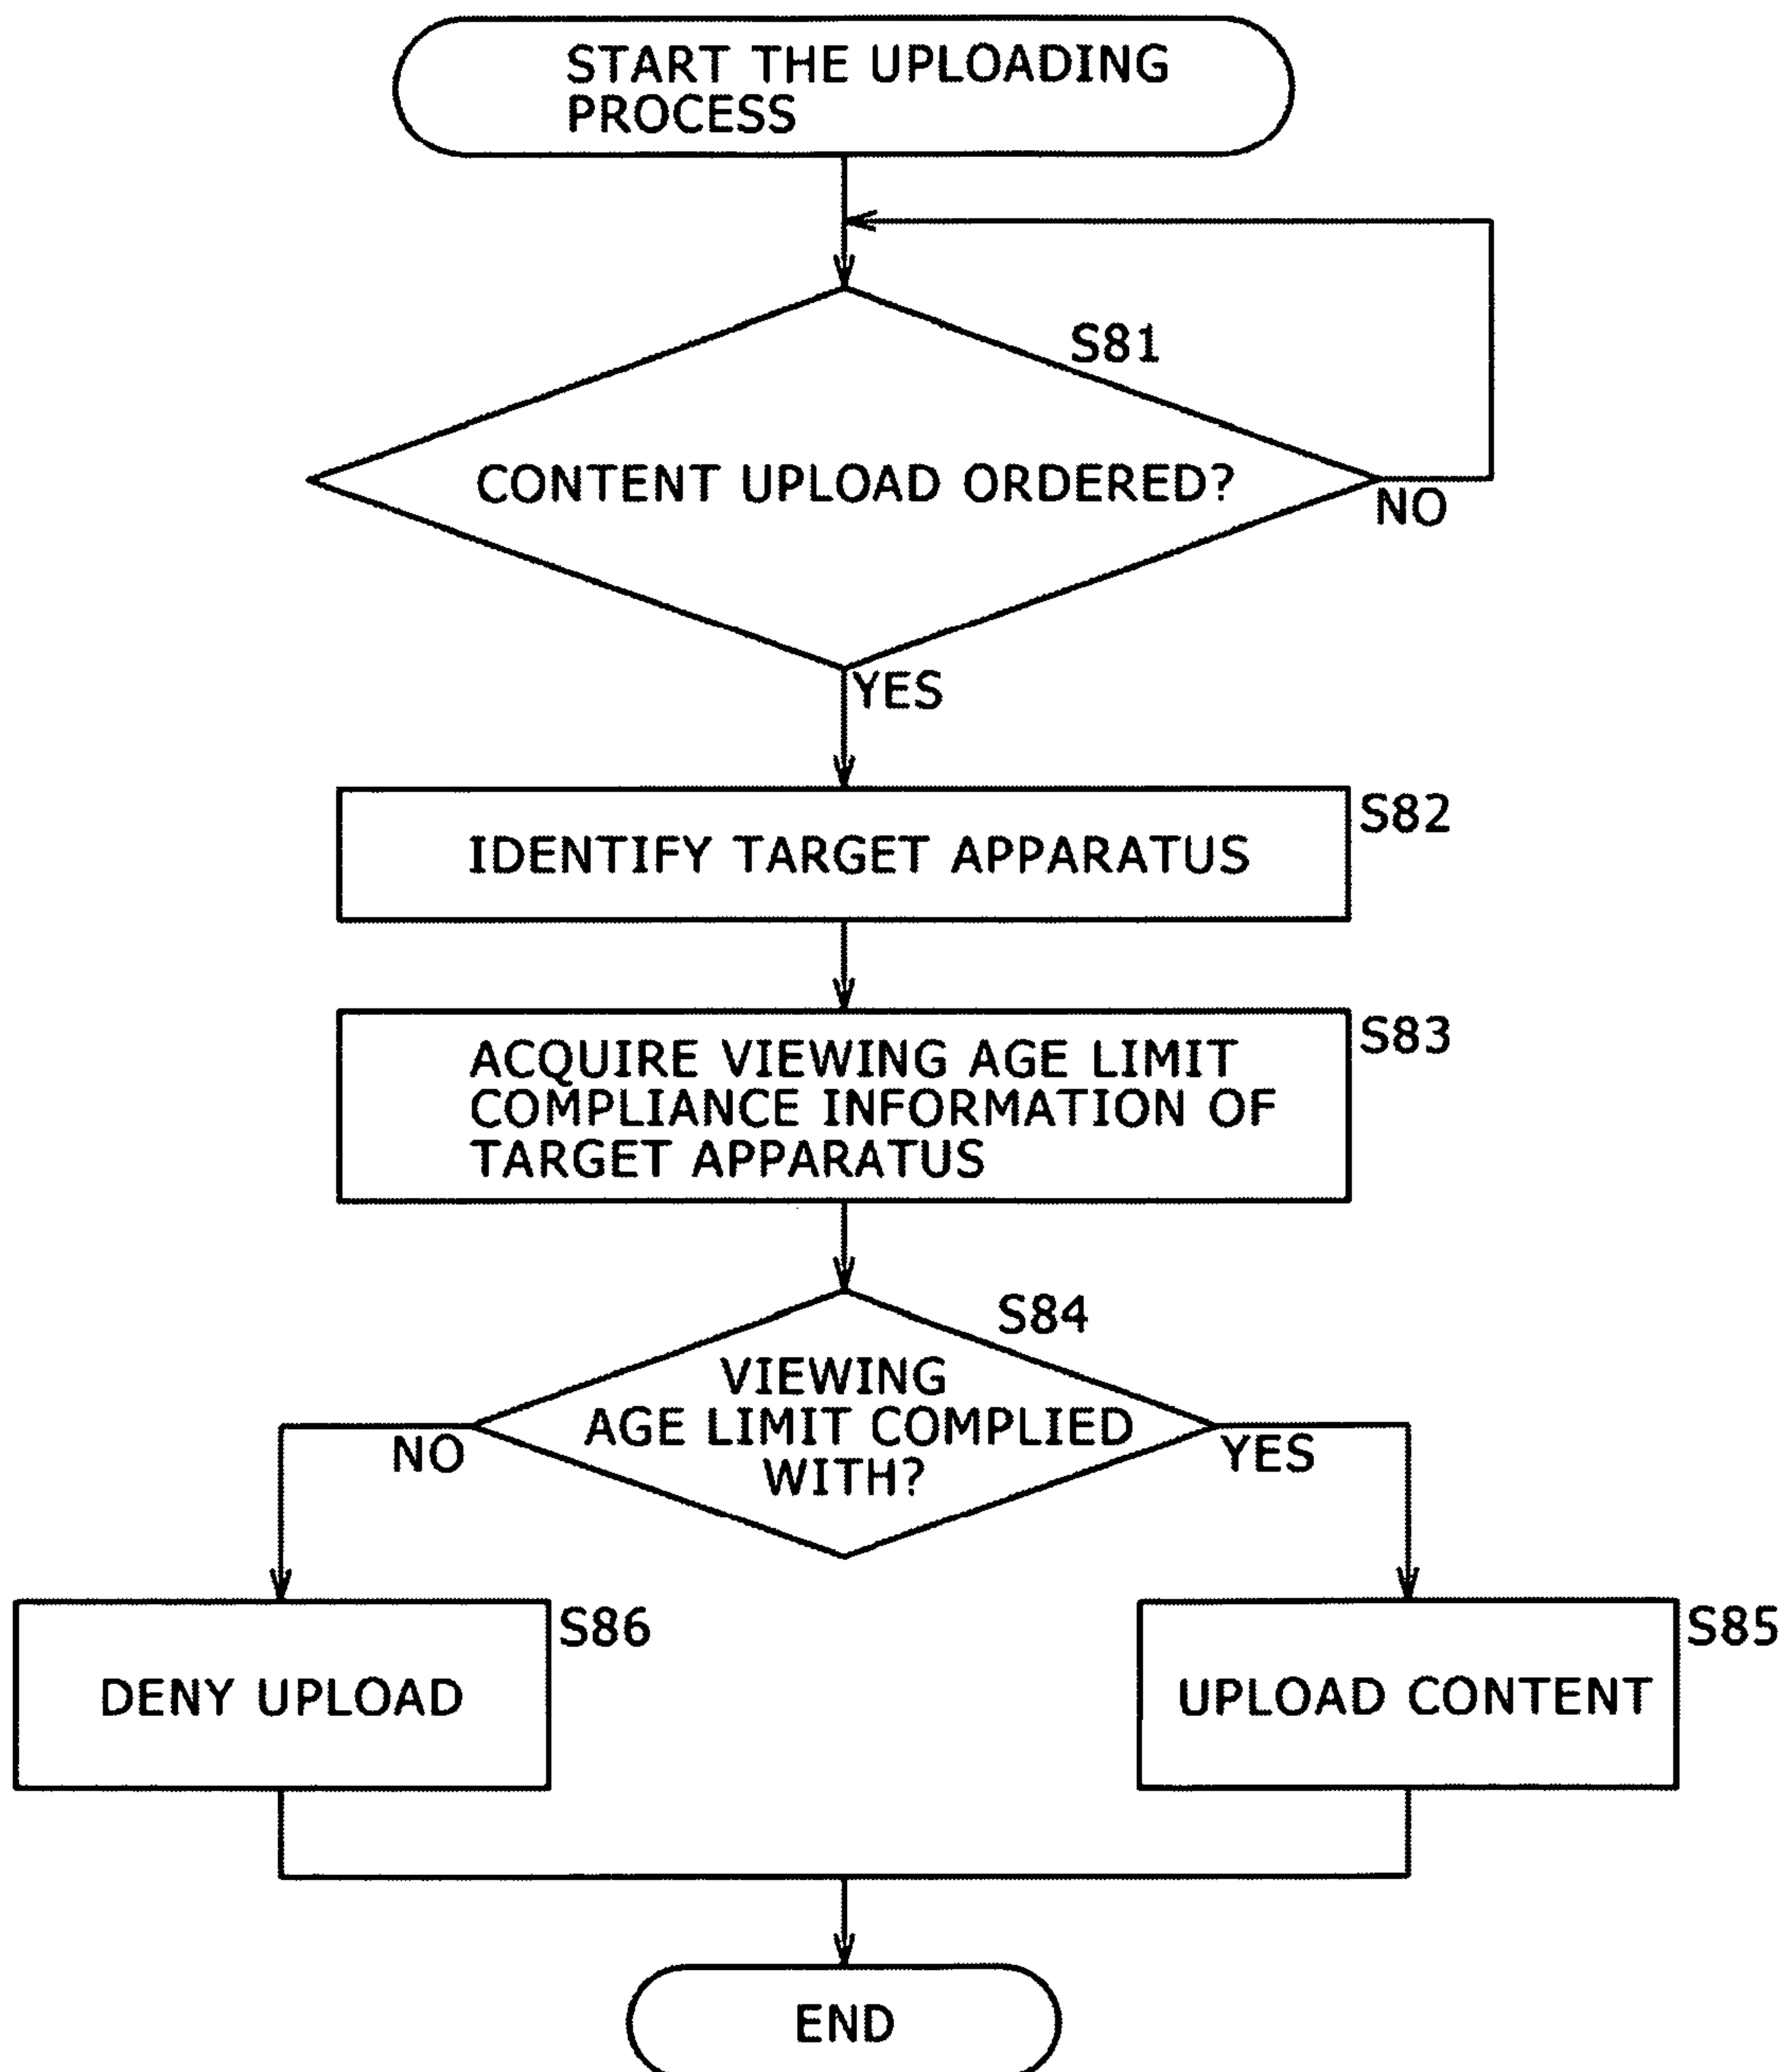 START THE UPLOADING
PROCESS
S81
CONTENT UPLOAD ORDERED?
NO
YES
S82
IDENTIFY TARGET APPARATUS
S83
ACQUIRE VIEWING AGE LIMIT
COMPLIANCE INFORMATION OF
TARGET APPARATUS
S84
VIEWING
AGE LIMIT COMPLIED
WITH?
NO
YES
S86
DENY UPLOAD
S85
UPLOAD CONTENT
END